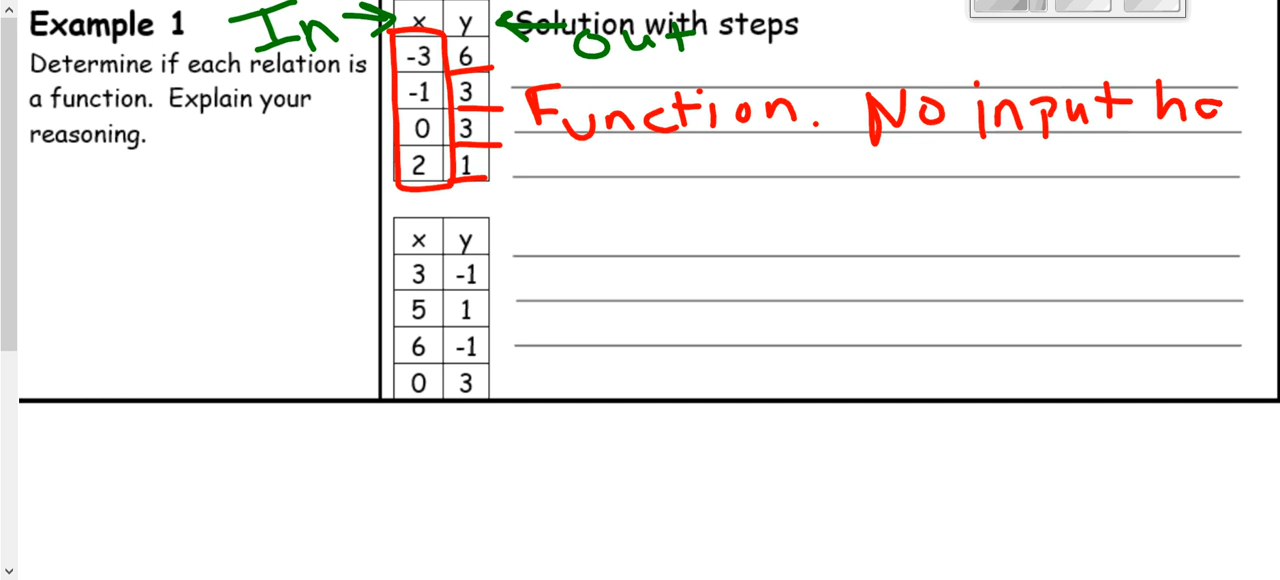 Example 1
Determine if each relation is
a function. Explain your
reasoning.
In
x y
-3 6
-1 3
0 3
2 1
Solution with steps
out
Function. No input ha
x y
3 -1
5 1
6 -1
0 3